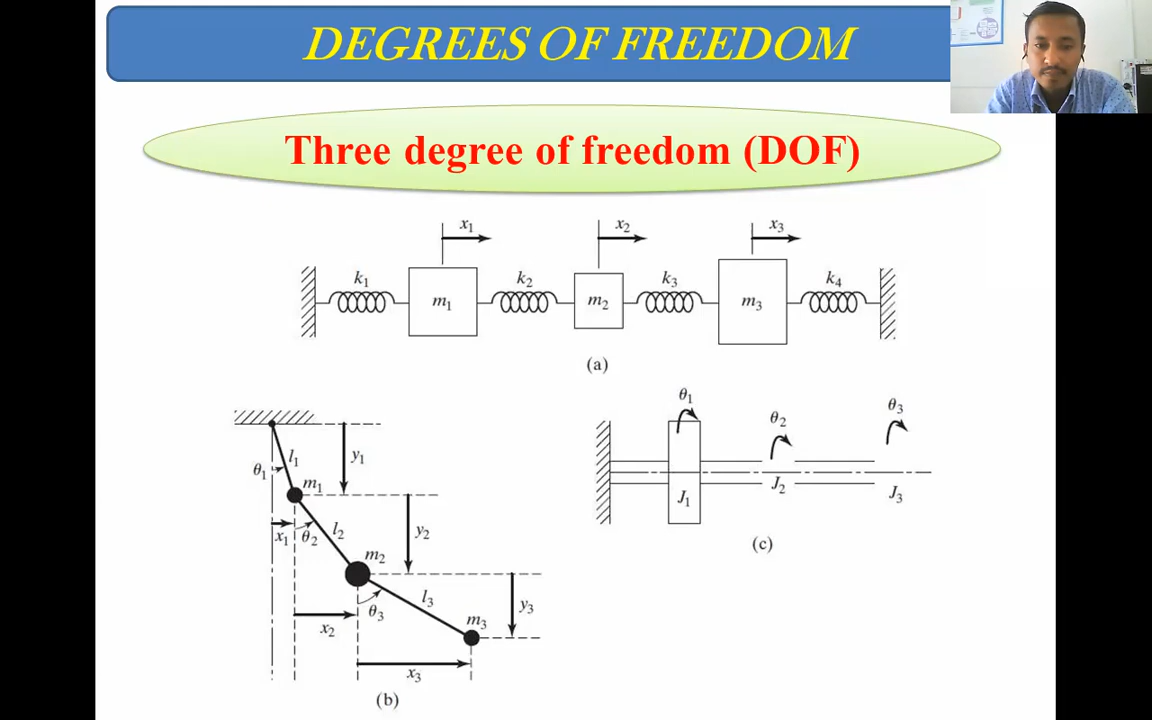 DEGREES OF FREEDOM
Three degree of freedom (DOF)
x₁ x₂ x₃
k₁ k₂ k₃ k₄
m₁ m₂ m₃
(a)
θ₁ l₁ y₁
m₁
x₁ θ₂ l₂ y₂
m₂
θ₃ l₃ y₃
x₂ m₃
x₃
(b)
θ₁ θ₂ θ₃
J₁ J₂ J₃
(c)